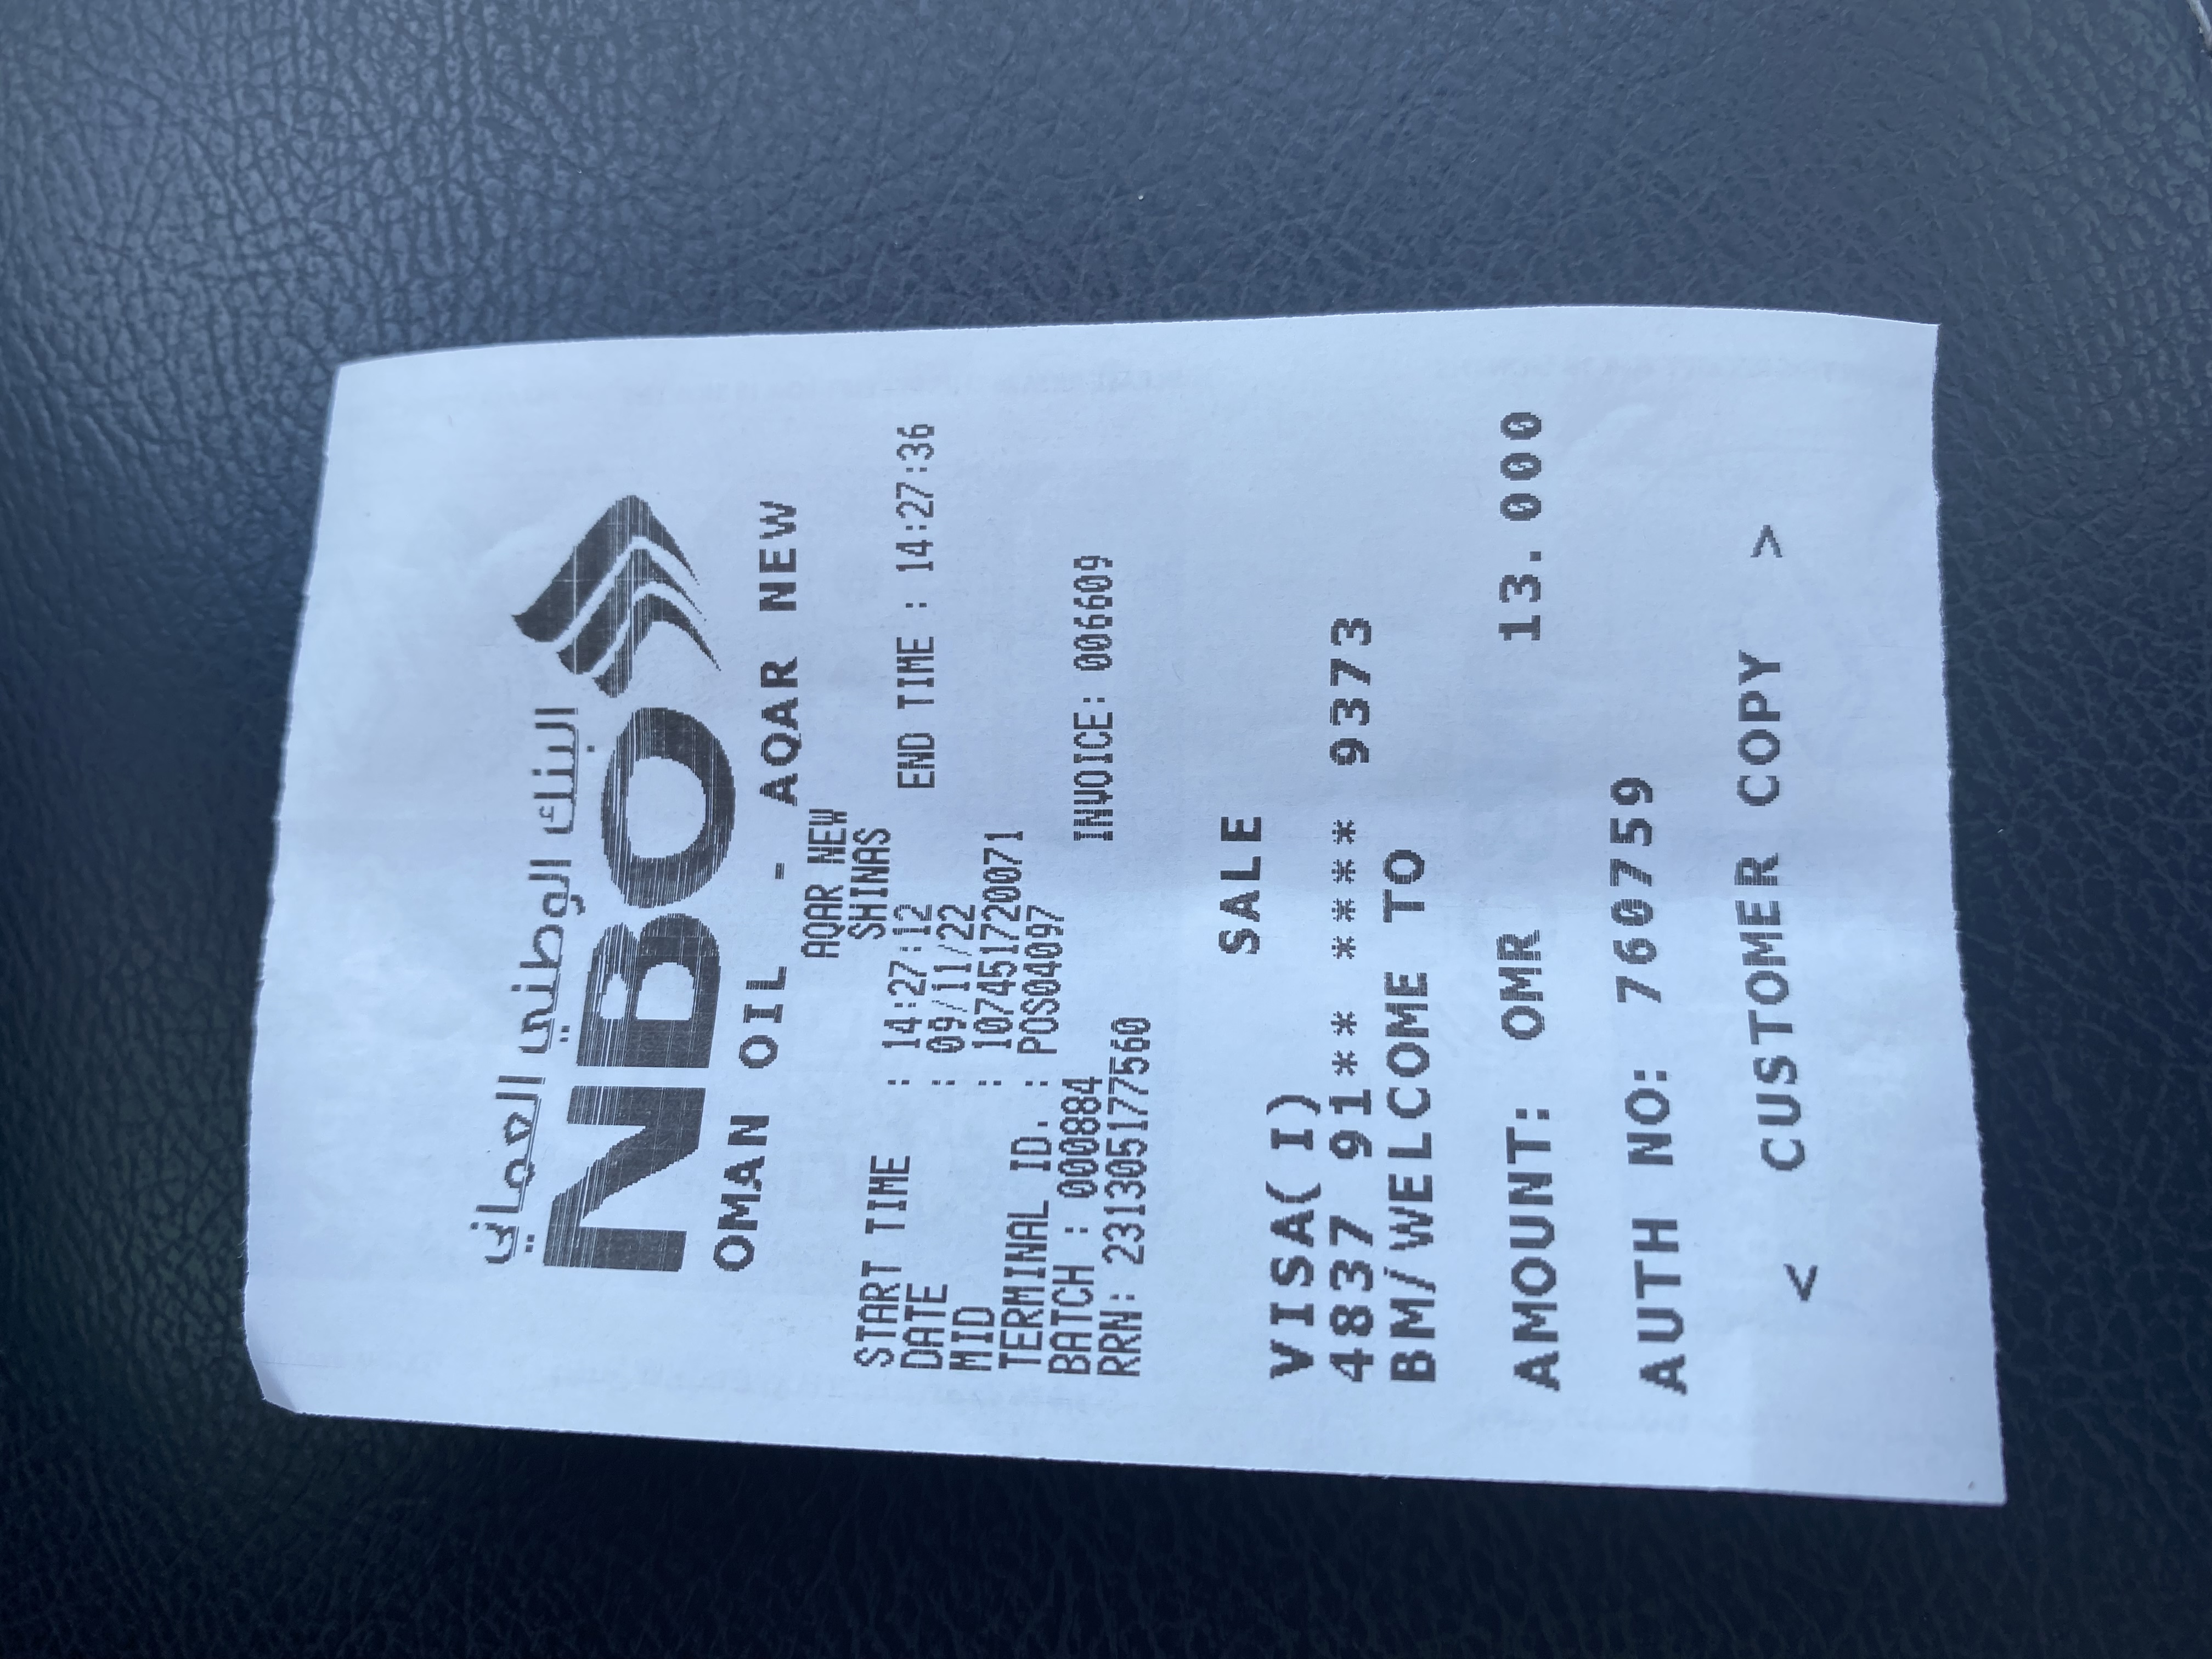 البنك الوطني العماني
NBO
OMAN OIL - AQAR NEW
AQAR NEW
SHINAS
START TIME : 14:27:12 END TIME : 14:27:36
DATE : 09/11/22
MID : 107451720071
TERMINAL ID. : POS04097
BATCH : 000884 INVOICE: 006609
RRN: 231305177560
SALE
VISA( I)
4837 91** **** 9373
BM/WELCOME TO
AMOUNT: OMR 13.000
AUTH NO: 760759
< CUSTOMER COPY >